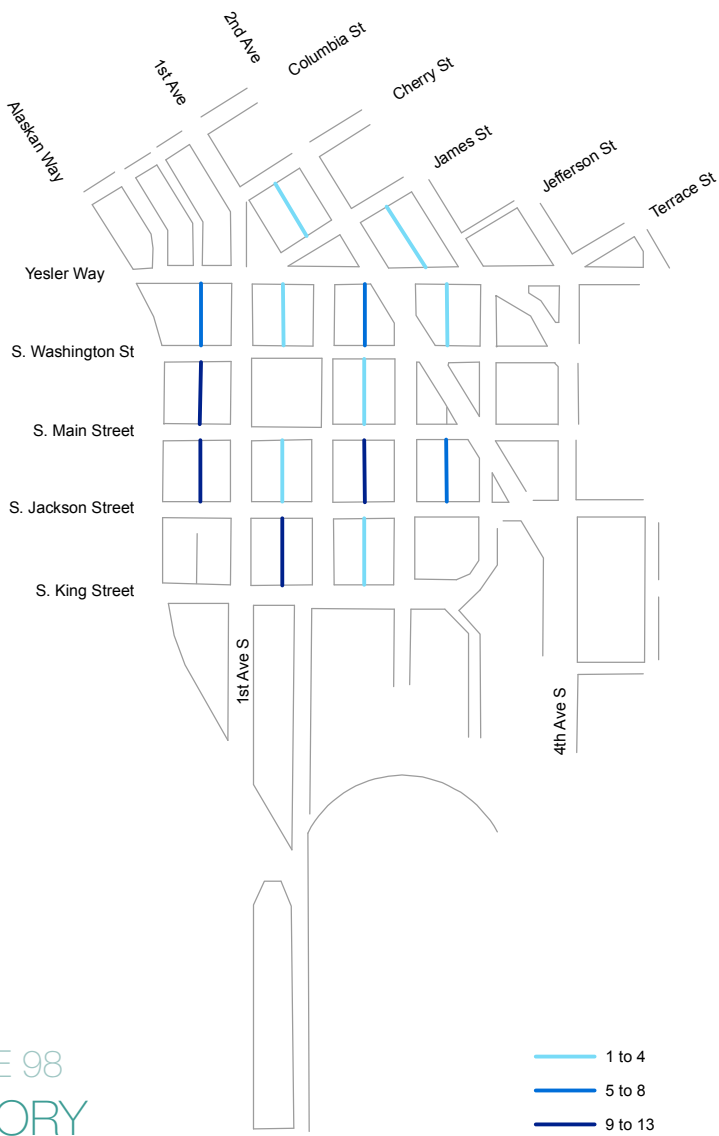 2nd Ave
Columbia St
1st Ave
Cherry St
Alaskan Way
James St
Jefferson St
Terrace St
Yesler Way
S. Washington St
S. Main Street
S. Jackson Street
S. King Street
1st Ave S
4th Ave S
E 98
ORY
1 to 4
5 to 8
9 to 13